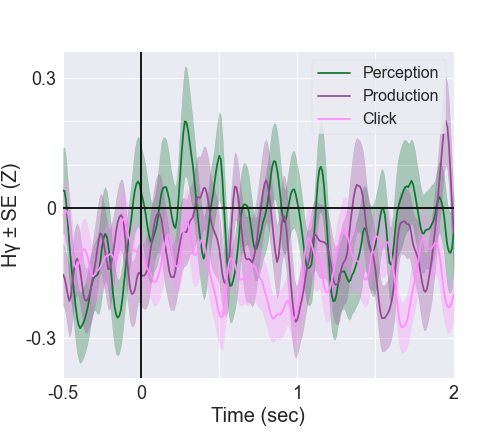 Perception
Production
Click
Hγ ± SE (Z)
0.3
0
-0.3
-0.5
0
1
2
Time (sec)